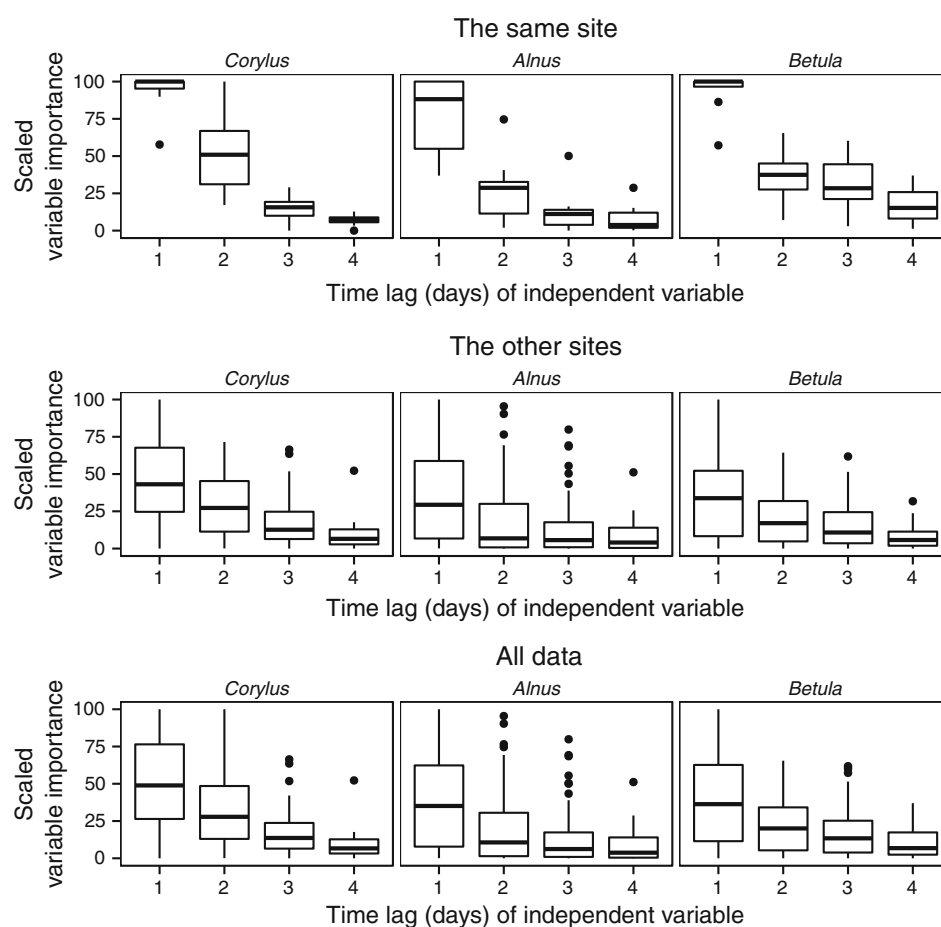 The same site
Corylus Alnus Betula
Scaled
variable importance
100
75
50
25
0
1 2 3 4 1 2 3 4 1 2 3 4
Time lag (days) of independent variable
The other sites
Corylus Alnus Betula
Scaled
variable importance
100
75
50
25
0
1 2 3 4 1 2 3 4 1 2 3 4
Time lag (days) of independent variable
All data
Corylus Alnus Betula
Scaled
variable importance
100
75
50
25
0
1 2 3 4 1 2 3 4 1 2 3 4
Time lag (days) of independent variable